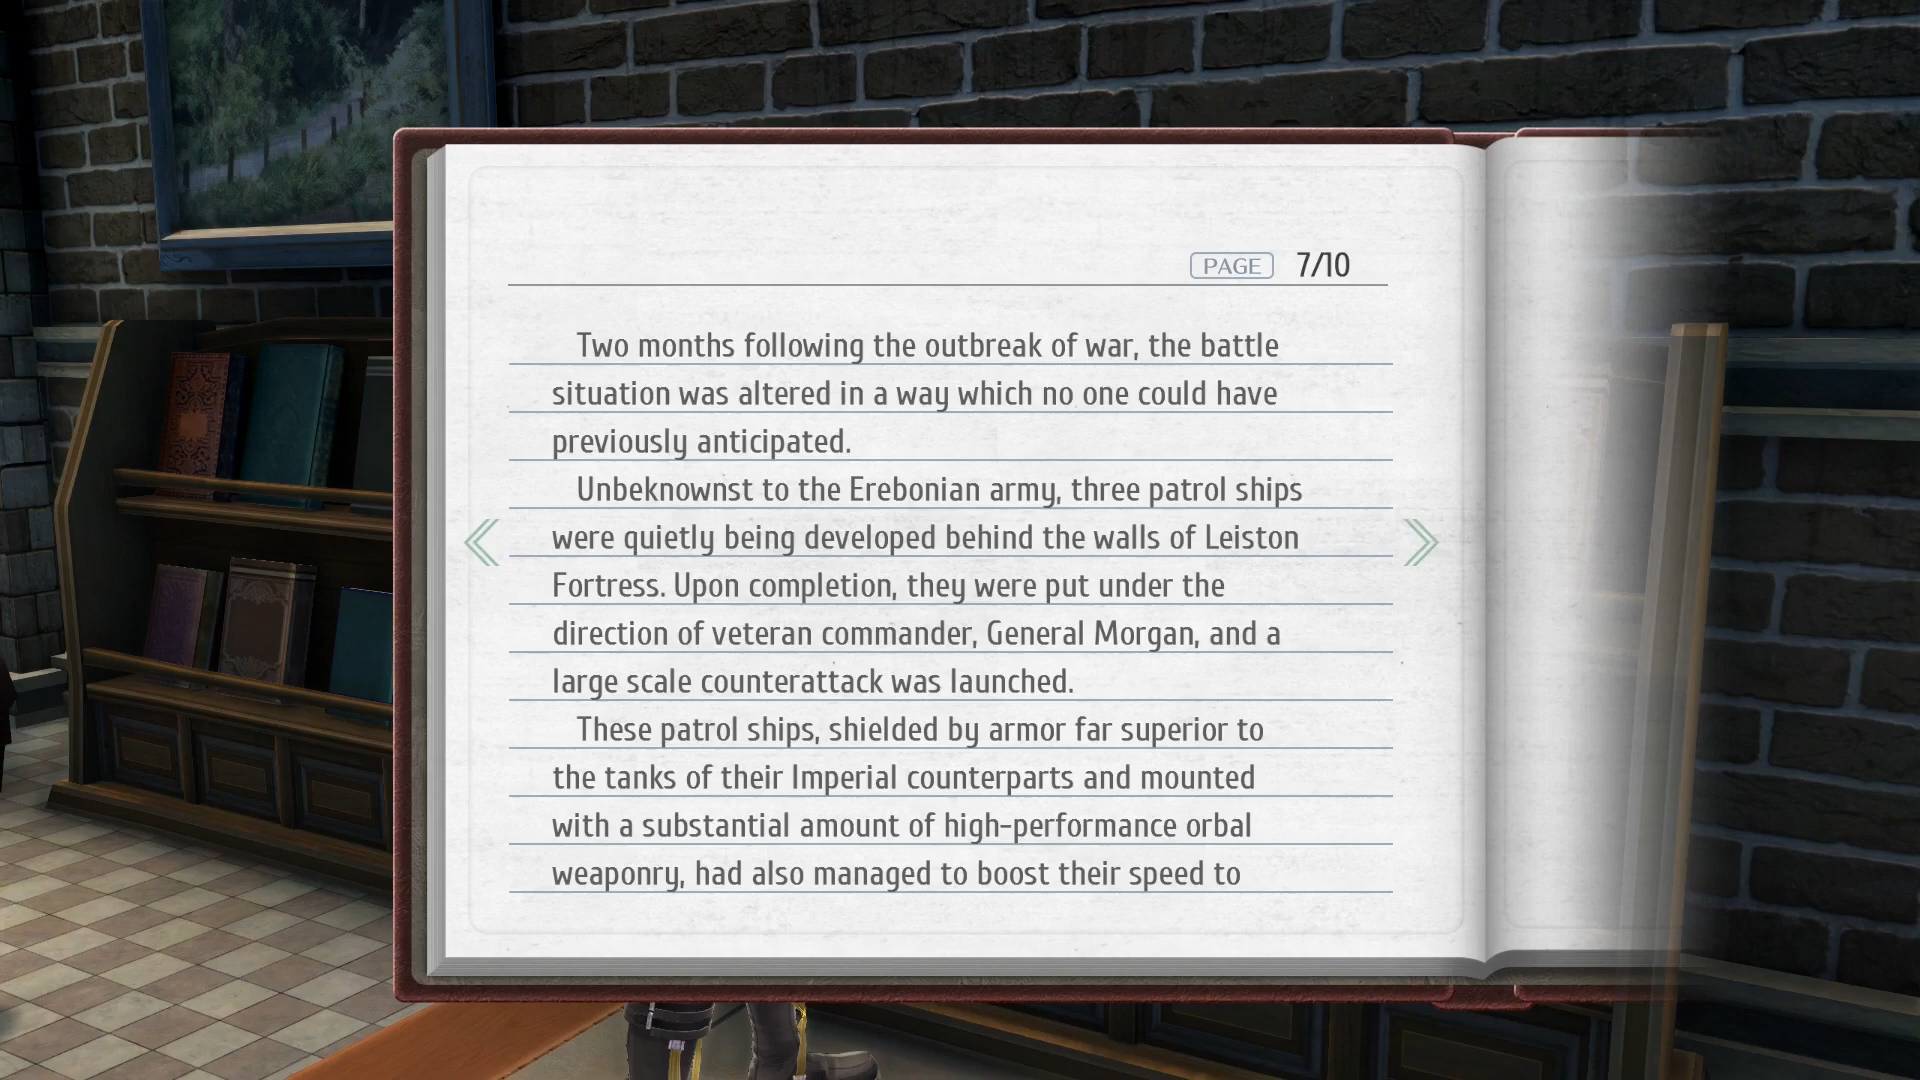 PAGE 7/10
Two months following the outbreak of war, the battle
situation was altered in a way which no one could have
previously anticipated.
Unbeknownst to the Erebonian army, three patrol ships
were quietly being developed behind the walls of Leiston
Fortress. Upon completion, they were put under the
direction of veteran commander, General Morgan, and a
large scale counterattack was launched.
These patrol ships, shielded by armor far superior to
the tanks of their Imperial counterparts and mounted
with a substantial amount of high-performance orbal
weaponry, had also managed to boost their speed to